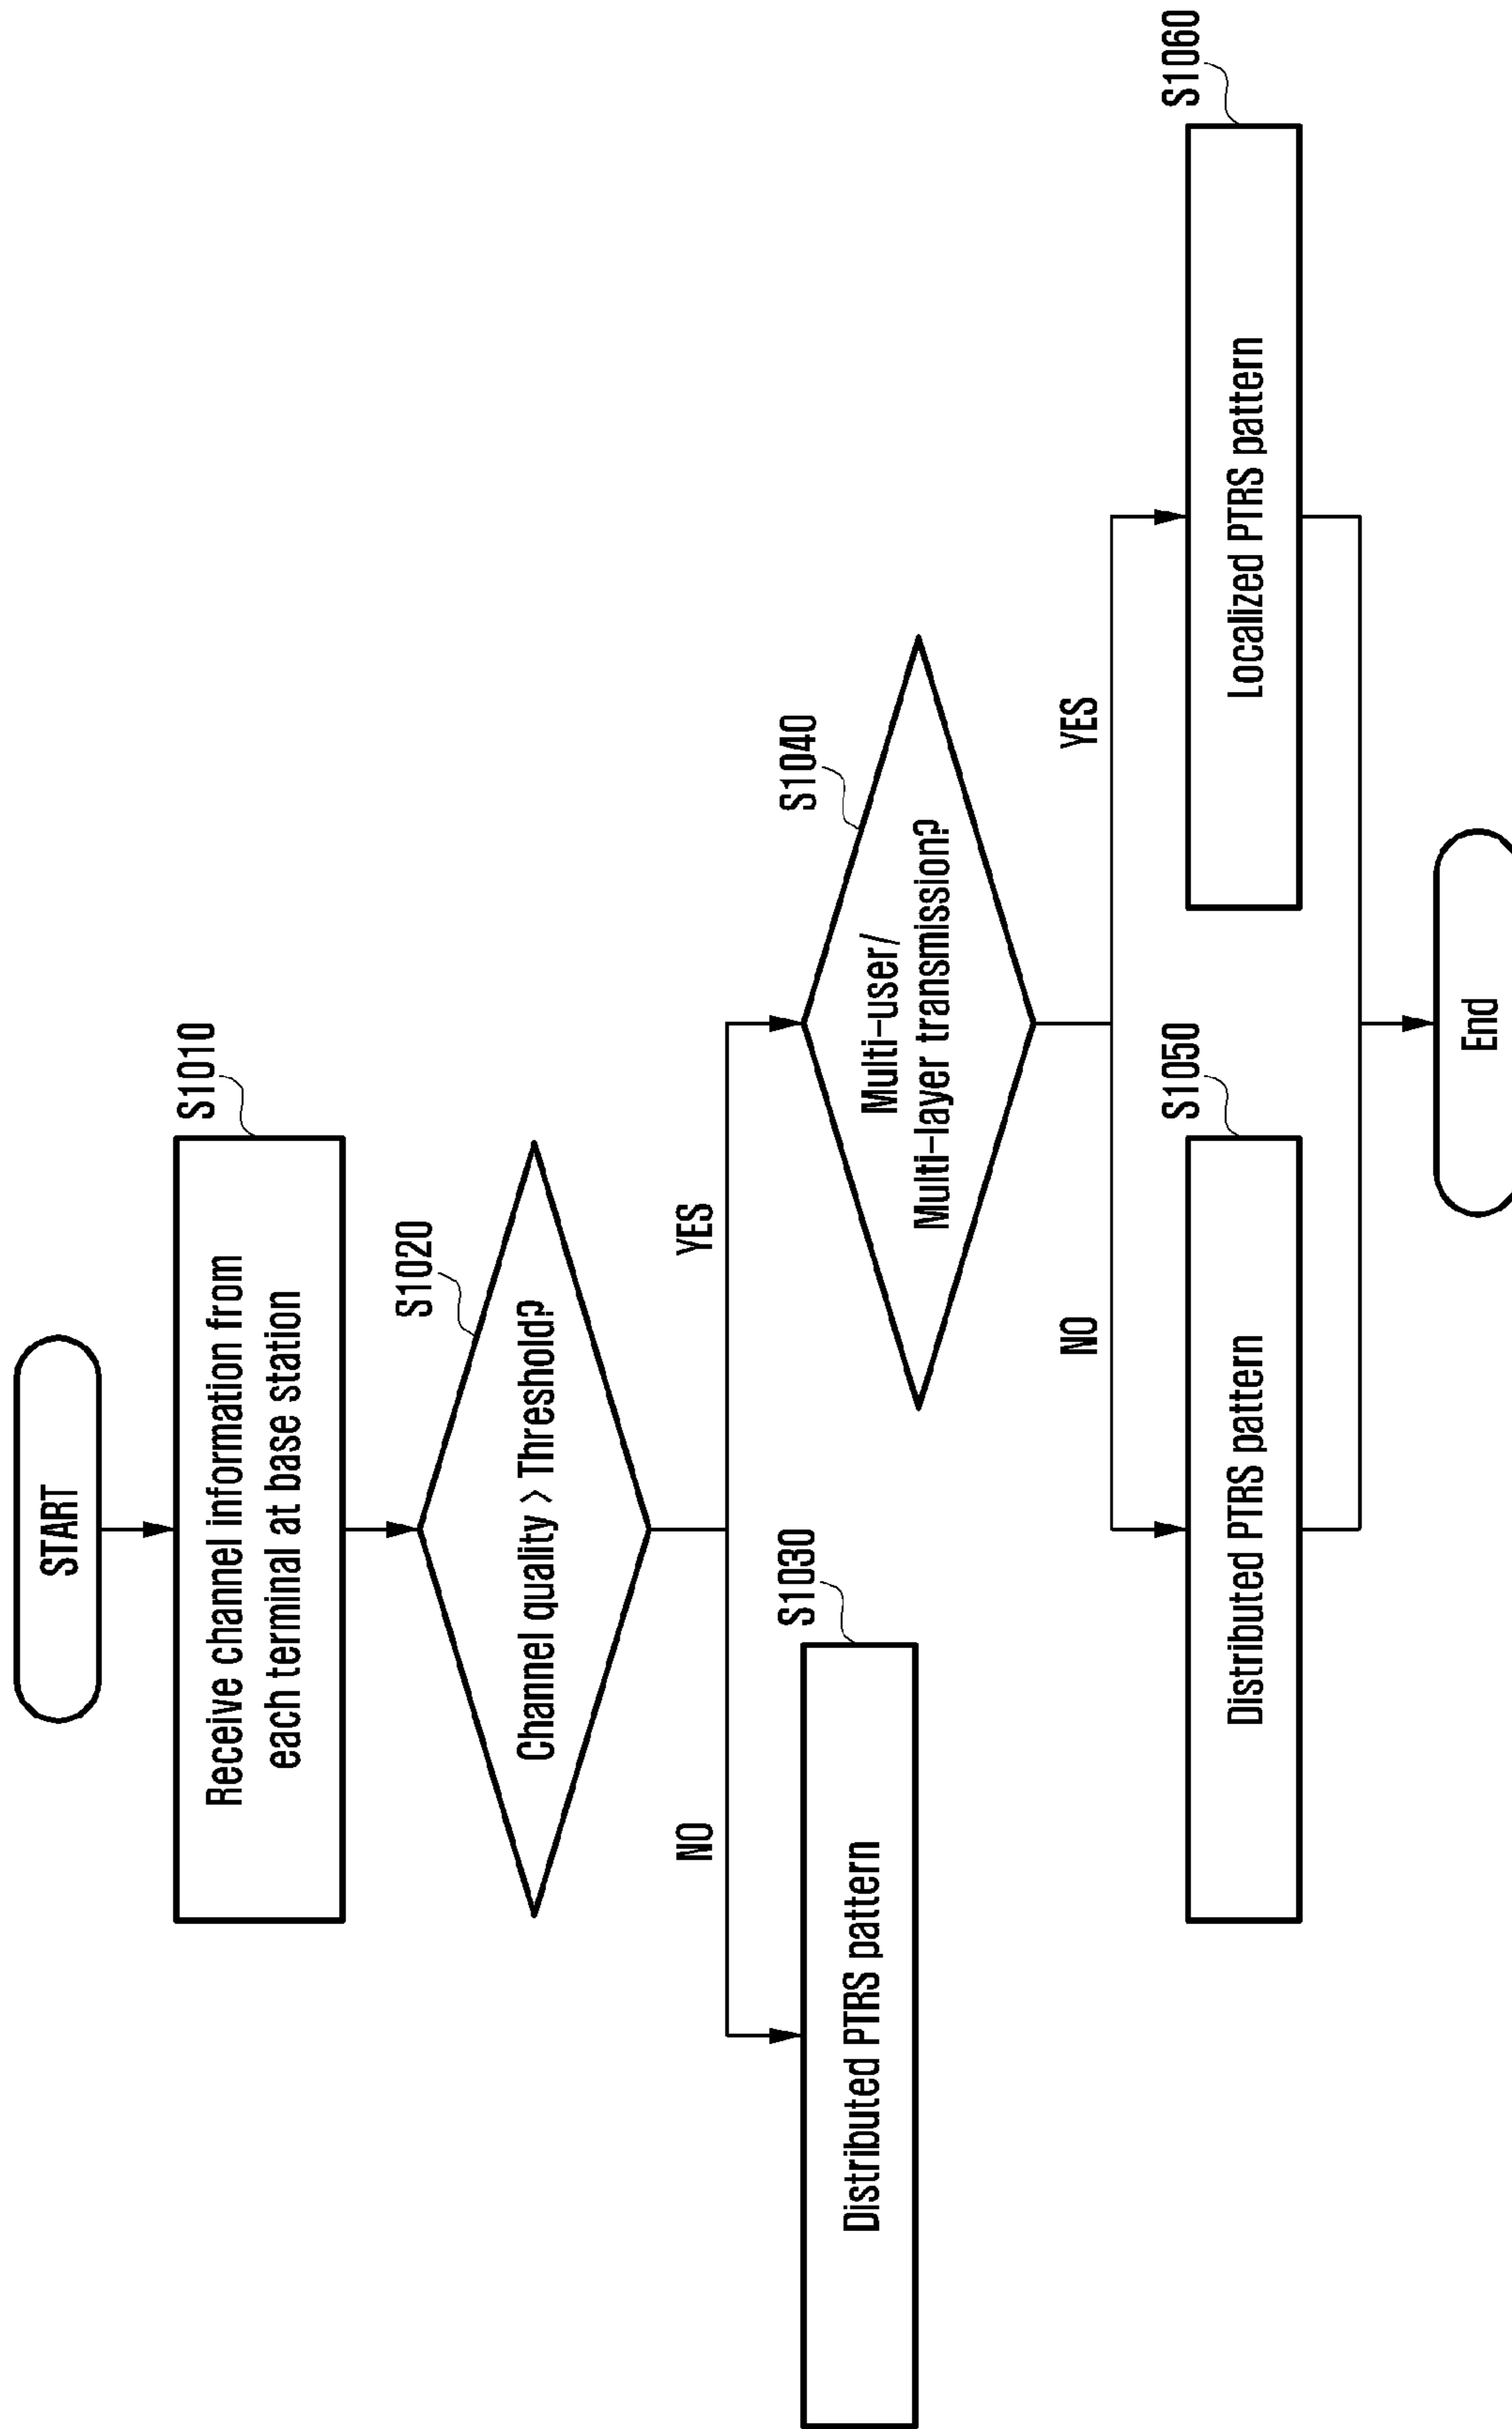 START
S1010
Receive channel information from
each terminal at base station
S1020
Channel quality > Threshold?
NO
YES
S1030
Distributed PTRS pattern
S1040
Multi-user/
Multi-layer transmission?
NO
YES
S1050
Distributed PTRS pattern
S1060
Localized PTRS pattern
End